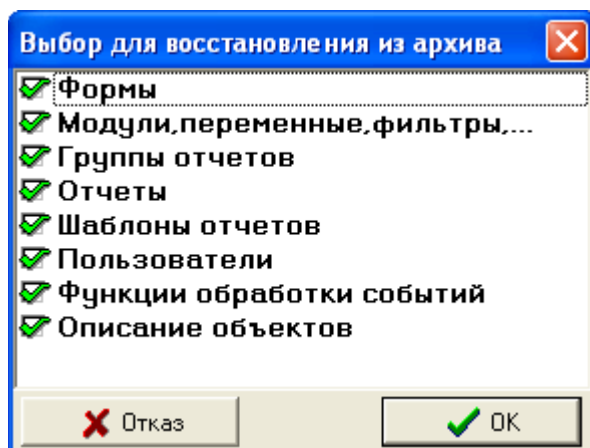 Выбор для восстановления из архива
Формы
Модули,переменные,фильтры,...
Группы отчетов
Отчеты
Шаблоны отчетов
Пользователи
Функции обработки событий
Описание объектов
Отказ
OK